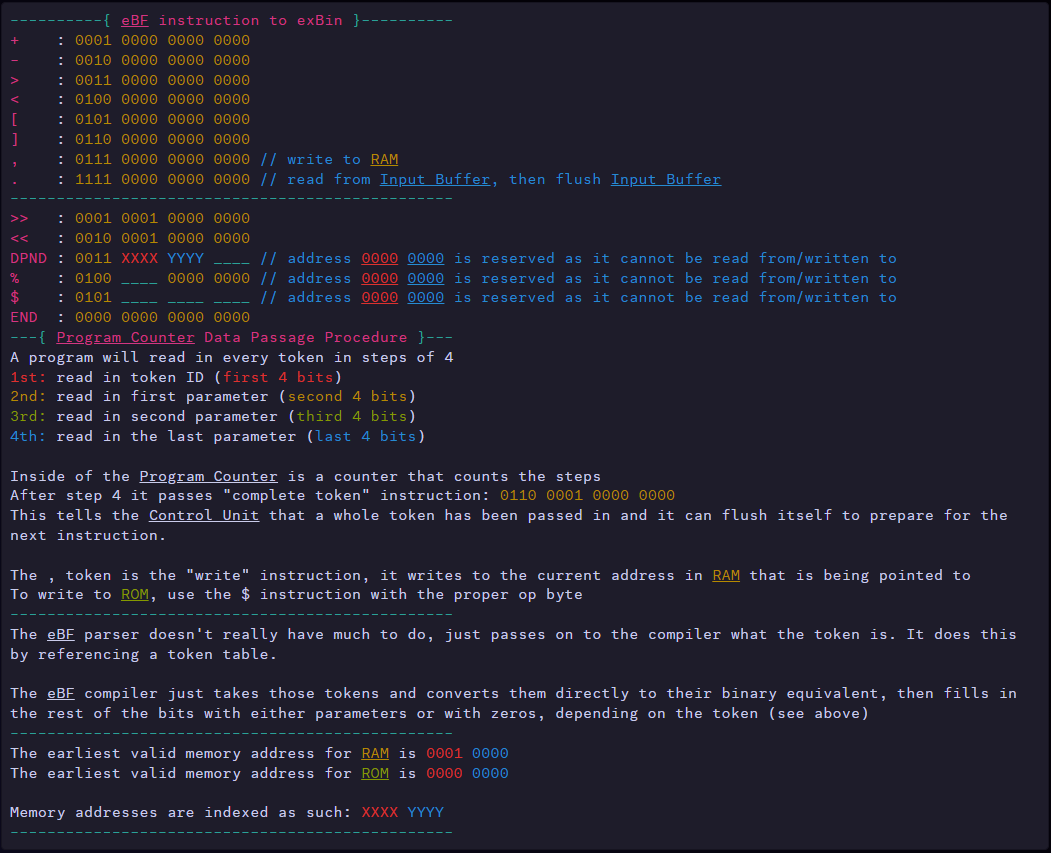 ----------{ eBF instruction to exBin }----------
+    : 0001 0000 0000 0000
-    : 0010 0000 0000 0000
>    : 0011 0000 0000 0000
<    : 0100 0000 0000 0000
[    : 0101 0000 0000 0000
]    : 0110 0000 0000 0000
,    : 0111 0000 0000 0000 // write to RAM
.    : 1111 0000 0000 0000 // read from Input Buffer, then flush Input Buffer
------------------------------------------------
>>   : 0001 0001 0000 0000
<<   : 0010 0001 0000 0000
DPND : 0011 XXXX YYYY ____ // address 0000 0000 is reserved as it cannot be read from/written to
%    : 0100 ____ 0000 0000 // address 0000 0000 is reserved as it cannot be read from/written to
$    : 0101 ____ ____ ____ // address 0000 0000 is reserved as it cannot be read from/written to
END  : 0000 0000 0000 0000
---{ Program Counter Data Passage Procedure }---
A program will read in every token in steps of 4
1st: read in token ID (first 4 bits)
2nd: read in first parameter (second 4 bits)
3rd: read in second parameter (third 4 bits)
4th: read in the last parameter (last 4 bits)

Inside of the Program Counter is a counter that counts the steps
After step 4 it passes "complete token" instruction: 0110 0001 0000 0000
This tells the Control Unit that a whole token has been passed in and it can flush itself to prepare for the
next instruction.

The , token is the "write" instruction, it writes to the current address in RAM that is being pointed to
To write to ROM, use the $ instruction with the proper op byte
------------------------------------------------
The eBF parser doesn't really have much to do, just passes on to the compiler what the token is. It does this
by referencing a token table.

The eBF compiler just takes those tokens and converts them directly to their binary equivalent, then fills in
the rest of the bits with either parameters or with zeros, depending on the token (see above)
------------------------------------------------
The earliest valid memory address for RAM is 0001 0000
The earliest valid memory address for ROM is 0000 0000

Memory addresses are indexed as such: XXXX YYYY
------------------------------------------------